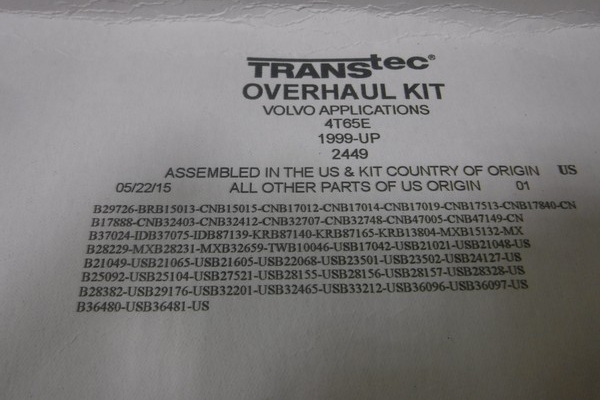 TRANStec®
OVERHAUL KIT
VOLVO APPLICATIONS
4T65E
1999-UP
2449
ASSEMBLED IN THE US & KIT COUNTRY OF ORIGIN US
05/22/15 ALL OTHER PARTS OF US ORIGIN 01
B29726-BRB15013-CNB15015-CNB17012-CNB17014-CNB17019-CNB17513-CNB17840-CN
B17888-CNB32403-CNB32412-CNB32707-CNB32748-CNB47005-CNB47149-CN
B37024-IDB37075-IDB87139-KRB87140-KRB87165-KRB13804-MXB15132-MX
B28229-MXB28231-MXB32659-TWB10046-USB17042-USB21021-USB21048-US
B21049-USB21065-USB21605-USB22068-USB23501-USB23502-USB24127-US
B25092-USB25104-USB27521-USB28155-USB28156-USB28157-USB28328-US
B28382-USB29176-USB32201-USB32465-USB33212-USB36096-USB36097-US
B36480-USB36481-US